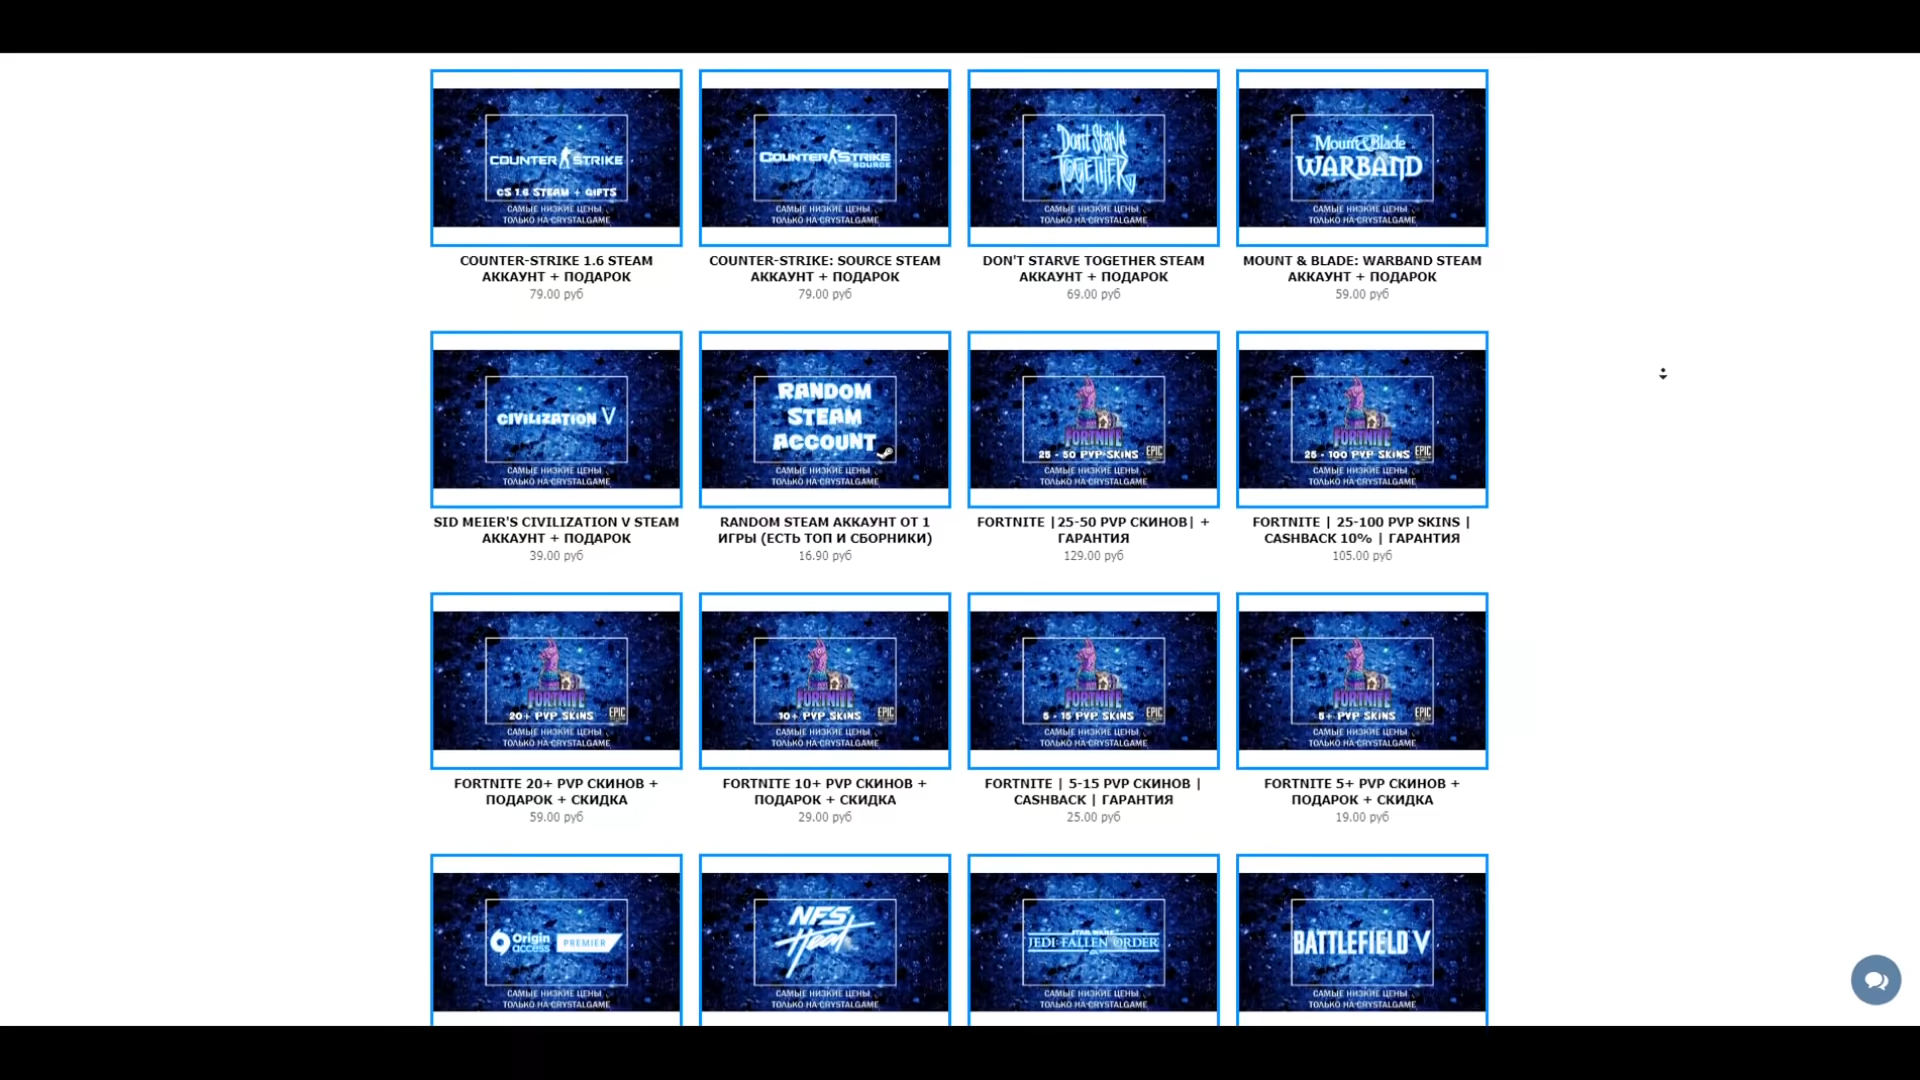 COUNTER STRIKE
CS 1.6 STEAM + GIFTS
САМЫЕ НИЗКИЕ ЦЕНЫ
ТОЛЬКО НА CRYSTALGAME
COUNTER-STRIKE 1.6 STEAM
АККАУНТ + ПОДАРОК
79.00 руб
COUNTER STRIKE
SOURCE
САМЫЕ НИЗКИЕ ЦЕНЫ
ТОЛЬКО НА CRYSTALGAME
COUNTER-STRIKE: SOURCE STEAM
АККАУНТ + ПОДАРОК
79.00 руб
Don't Starve
TOGETHER
САМЫЕ НИЗКИЕ ЦЕНЫ
ТОЛЬКО НА CRYSTALGAME
DON'T STARVE TOGETHER STEAM
АККАУНТ + ПОДАРОК
69.00 руб
Mount & Blade
WARBAND
САМЫЕ НИЗКИЕ ЦЕНЫ
ТОЛЬКО НА CRYSTALGAME
MOUNT & BLADE: WARBAND STEAM
АККАУНТ + ПОДАРОК
59.00 руб
CIVILIZATION V
САМЫЕ НИЗКИЕ ЦЕНЫ
ТОЛЬКО НА CRYSTALGAME
SID MEIER'S CIVILIZATION V STEAM
АККАУНТ + ПОДАРОК
39.00 руб
RANDOM
STEAM
ACCOUNT
САМЫЕ НИЗКИЕ ЦЕНЫ
ТОЛЬКО НА CRYSTALGAME
RANDOM STEAM АККАУНТ ОТ 1
ИГРЫ (ЕСТЬ ТОП И СБОРНИКИ)
16.90 руб
FORTNITE
25 - 50 PVP SKINS EPIC
САМЫЕ НИЗКИЕ ЦЕНЫ
ТОЛЬКО НА CRYSTALGAME
FORTNITE |25-50 PVP СКИНОВ| +
ГАРАНТИЯ
129.00 руб
FORTNITE
25 - 100 PVP SKINS EPIC
САМЫЕ НИЗКИЕ ЦЕНЫ
ТОЛЬКО НА CRYSTALGAME
FORTNITE | 25-100 PVP SKINS |
CASHBACK 10% | ГАРАНТИЯ
105.00 руб
FORTNITE
20+ PVP SKINS EPIC
САМЫЕ НИЗКИЕ ЦЕНЫ
ТОЛЬКО НА CRYSTALGAME
FORTNITE 20+ PVP СКИНОВ +
ПОДАРОК + СКИДКА
59.00 руб
FORTNITE
10+ PVP SKINS EPIC
САМЫЕ НИЗКИЕ ЦЕНЫ
ТОЛЬКО НА CRYSTALGAME
FORTNITE 10+ PVP СКИНОВ +
ПОДАРОК + СКИДКА
29.00 руб
FORTNITE
5 - 15 PVP SKINS EPIC
САМЫЕ НИЗКИЕ ЦЕНЫ
ТОЛЬКО НА CRYSTALGAME
FORTNITE | 5-15 PVP СКИНОВ |
CASHBACK | ГАРАНТИЯ
25.00 руб
FORTNITE
5+ PVP SKINS EPIC
САМЫЕ НИЗКИЕ ЦЕНЫ
ТОЛЬКО НА CRYSTALGAME
FORTNITE 5+ PVP СКИНОВ +
ПОДАРОК + СКИДКА
19.00 руб
Origin
access PREMIER
САМЫЕ НИЗКИЕ ЦЕНЫ
ТОЛЬКО НА CRYSTALGAME
NFS
Heat
САМЫЕ НИЗКИЕ ЦЕНЫ
ТОЛЬКО НА CRYSTALGAME
STAR WARS
JEDI FALLEN ORDER
САМЫЕ НИЗКИЕ ЦЕНЫ
ТОЛЬКО НА CRYSTALGAME
BATTLEFIELD V
САМЫЕ НИЗКИЕ ЦЕНЫ
ТОЛЬКО НА CRYSTALGAME